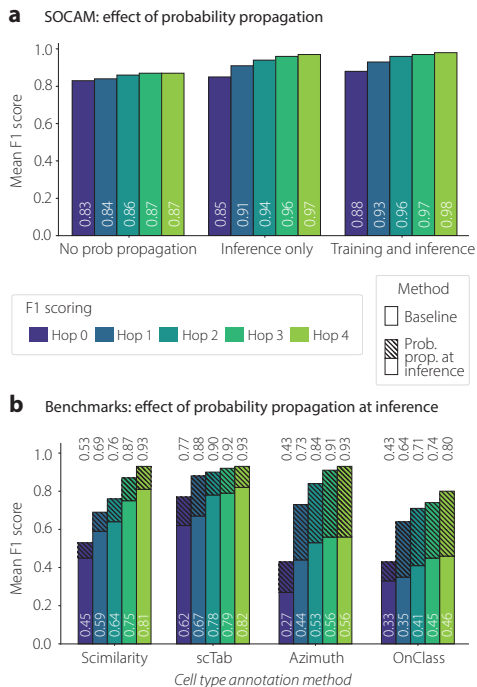 a SOCAM: effect of probability propagation
Mean F1 score
1.0
0.8
0.6
0.4
0.2
0.0
0.83 0.84 0.86 0.87 0.87
0.85 0.91 0.94 0.96 0.97
0.88 0.93 0.96 0.97 0.98
No prob propagation Inference only Training and inference
F1 scoring
Hop 0 Hop 1 Hop 2 Hop 3 Hop 4
Method
Baseline
Prob.
prop. at
inference
b Benchmarks: effect of probability propagation at inference
Mean F1 score
1.0
0.8
0.6
0.4
0.2
0.0
0.53 0.69 0.76 0.87 0.93
0.77 0.88 0.90 0.92 0.93
0.43 0.73 0.84 0.91 0.93
0.43 0.64 0.71 0.74 0.80
0.45 0.59 0.64 0.75 0.81
0.62 0.67 0.78 0.79 0.82
0.27 0.44 0.53 0.56 0.56
0.33 0.35 0.41 0.45 0.46
Scimilarity scTab Azimuth OnClass
Cell type annotation method